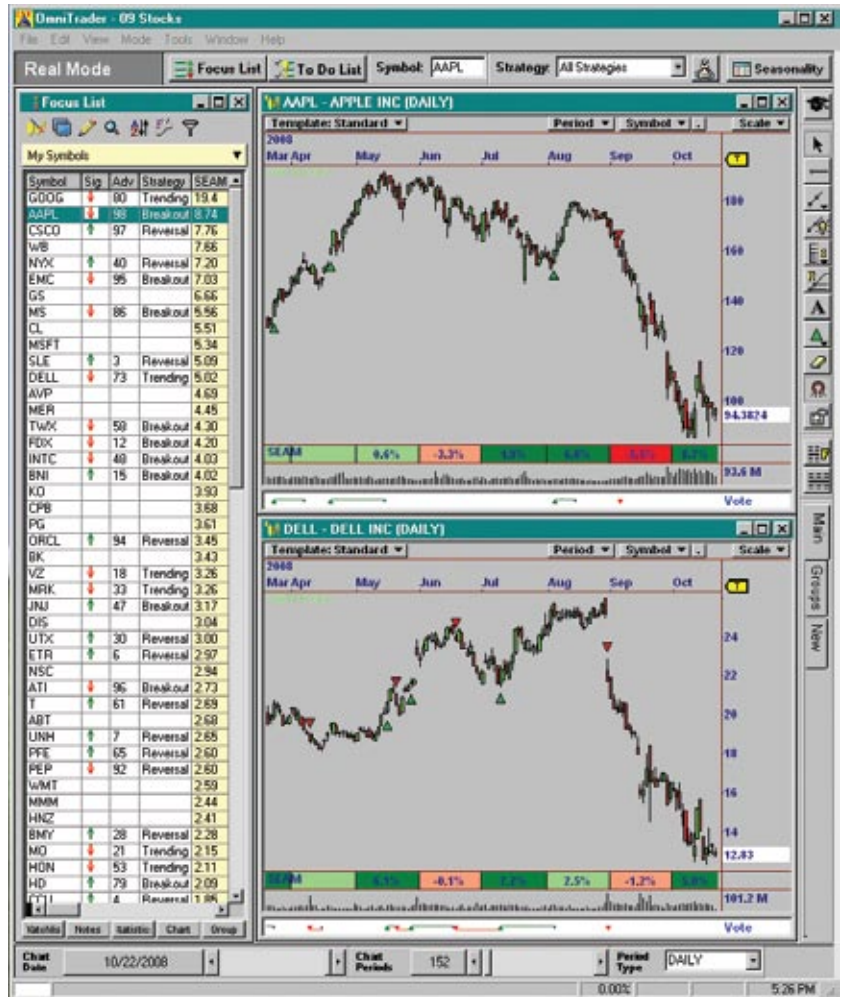 OmniTrader - 09 Stocks
File Edit View Mode Tools Window Help
Real Mode Focus List To Do List Symbol: AAPL Strategy: All Strategies Seasonality
Focus List
My Symbols
Symbol Sig Adv Strategy SEAM
GOOG 80 Trending 19.4
AAPL 98 Breakout 8.74
CSCO 97 Reversal 7.76
WB 7.66
NYX 40 Reversal 7.20
EMC 95 Breakout 7.03
GS 6.66
MS 86 Breakout 5.56
CL 5.51
MSFT 5.34
SLE 3 Reversal 5.09
DELL 73 Trending 5.02
AVP 4.69
MER 4.45
TWX 58 Breakout 4.30
FDX 12 Breakout 4.20
INTC 48 Breakout 4.03
BNI 15 Breakout 4.02
KO 3.93
CPB 3.68
PG 3.61
ORCL 94 Reversal 3.45
BK 3.43
VZ 18 Trending 3.26
MRK 33 Trending 3.26
JNJ 47 Breakout 3.17
DIS 3.04
UTX 30 Reversal 3.00
ETR 6 Reversal 2.97
NSC 2.94
ATI 96 Breakout 2.73
T 61 Reversal 2.69
ABT 2.68
UNH 7 Reversal 2.65
PFE 65 Reversal 2.60
PEP 92 Reversal 2.60
WMT 2.59
MMM 2.44
HNZ 2.41
BMY 28 Reversal 2.28
MO 21 Trending 2.15
HON 53 Trending 2.11
HD 79 Breakout 2.09
4 Reversal 1.85
Notes Statistic Chart Group
AAPL - APPLE INC (DAILY)
Template: Standard Period Symbol Scale
2008
Mar Apr May Jun Jul Aug Sep Oct
180
160
140
120
100
94.3824
SEAM 0.6% -3.3%
93.6 M
Vote
DELL - DELL INC (DAILY)
Template: Standard Period Symbol Scale
2008
Mar Apr May Jun Jul Aug Sep Oct
24
22
20
18
16
14
12.83
SEAM 6.1% -0.1% 2.2% 2.5% -1.2%
101.2 M
Vote
Main
Groups
New
Chart Date 10/22/2008 Chart Periods 152 Period Type DAILY
0.00% 5:26 PM